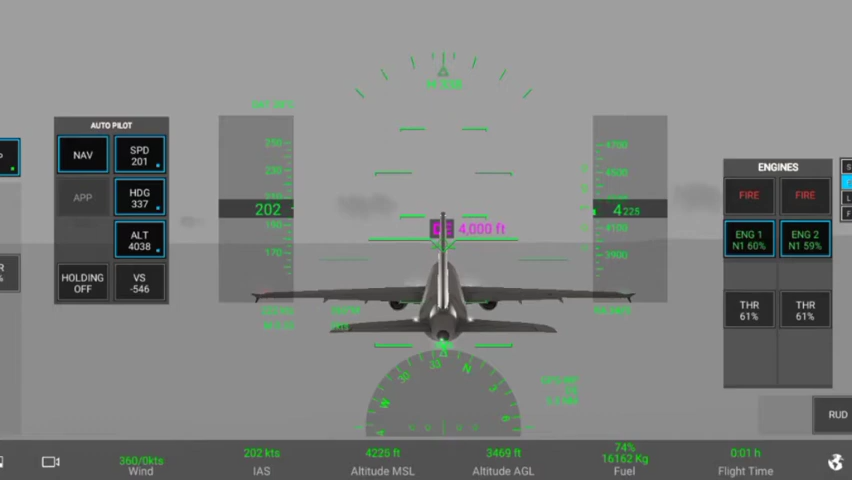 AUTO PILOT
NAV
SPD
201
APP
HDG
337
ALT
4038
HOLDING
OFF
VS
-546
250
230
202
190
170
4,000 ft
4700
4500
4225
4100
3900
ENGINES
FIRE
FIRE
ENG 1
N1 60%
ENG 2
N1 59%
THR
61%
THR
61%
RUD
30
33
N
3
W
360/0kts
Wind
202 kts
IAS
4225 ft
Altitude MSL
3469 ft
Altitude AGL
74%
16162 Kg
Fuel
0:01 h
Flight Time